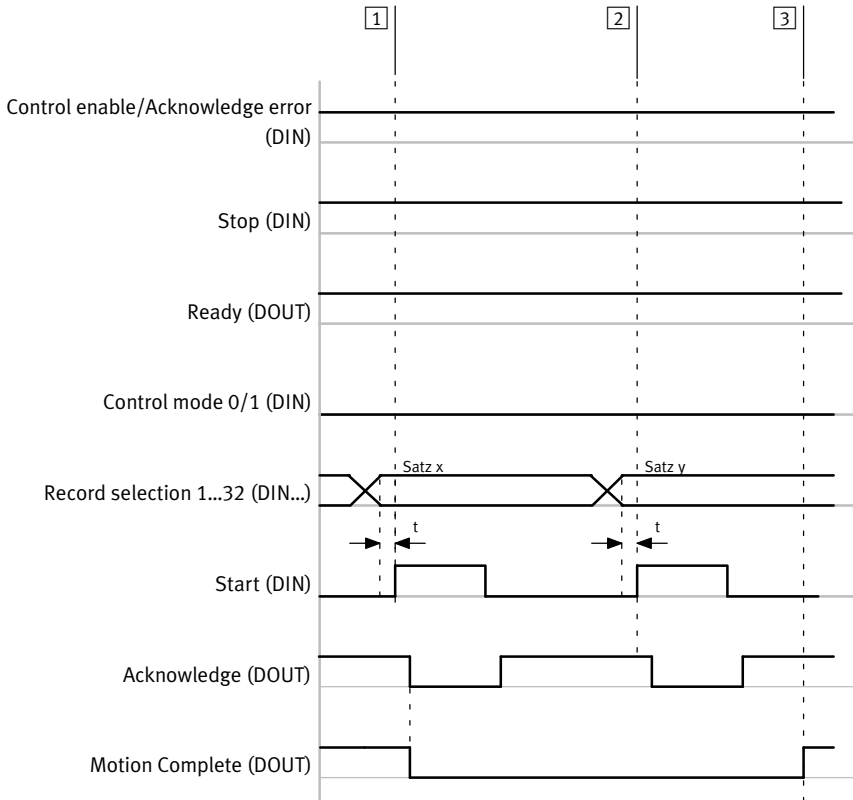 1 2 3
Control enable/Acknowledge error
(DIN)
Stop (DIN)
Ready (DOUT)
Control mode 0/1 (DIN)
Satz x Satz y
Record selection 1...32 (DIN...)
t t
Start (DIN)
Acknowledge (DOUT)
Motion Complete (DOUT)